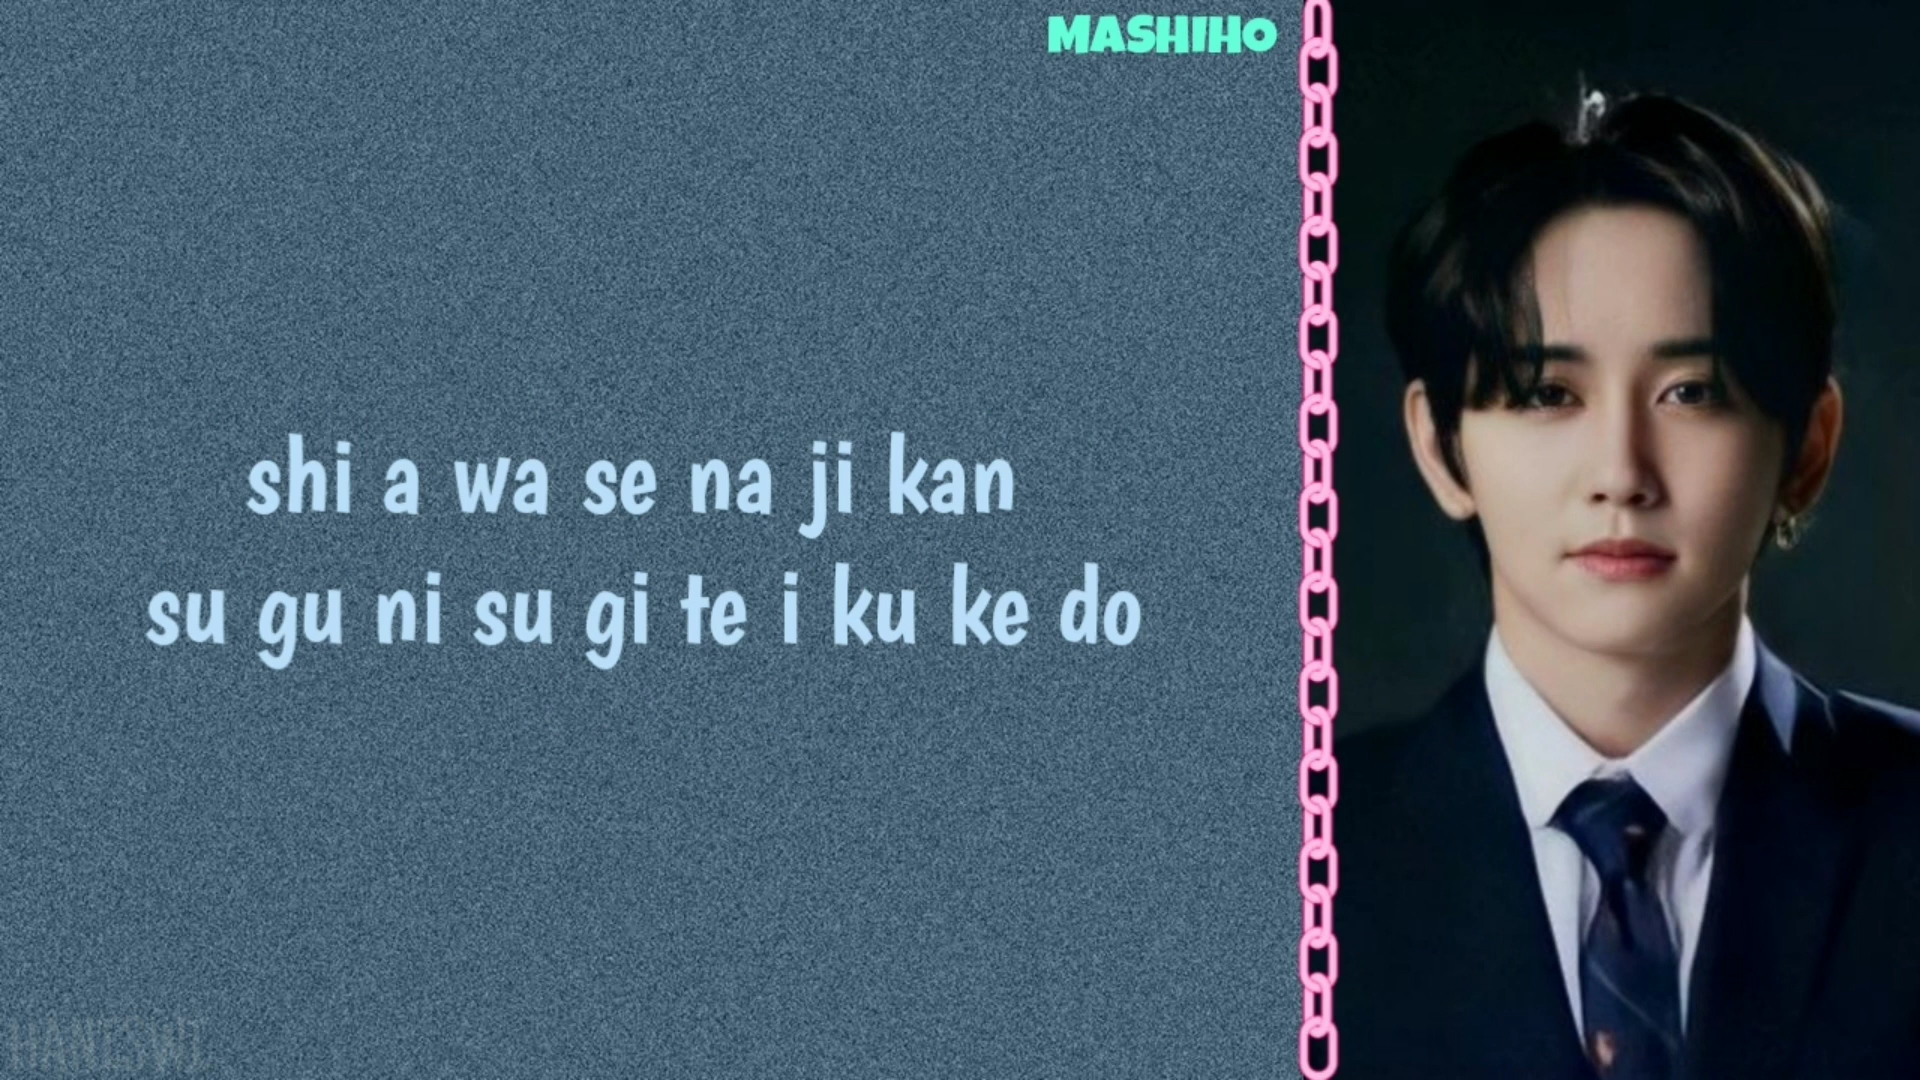 MASHIHO
shi a wa se na ji kan
su gu ni su gi te i ku ke do